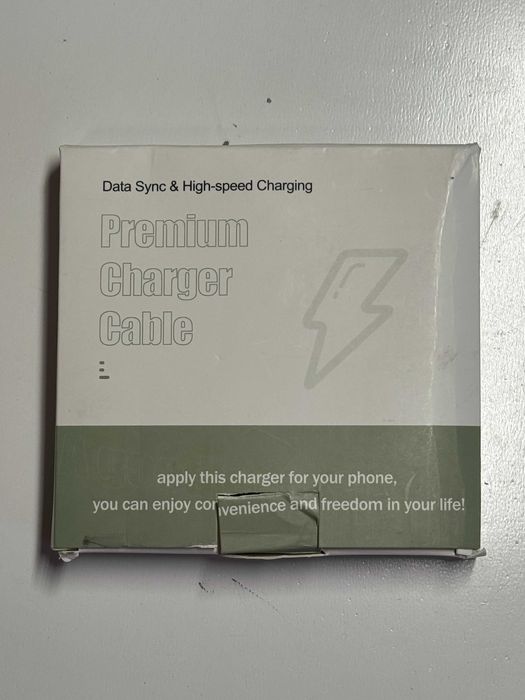 Data Sync & High-speed Charging
Premium
Charger
Cable
apply this charger for your phone,
you can enjoy convenience and freedom in your life!